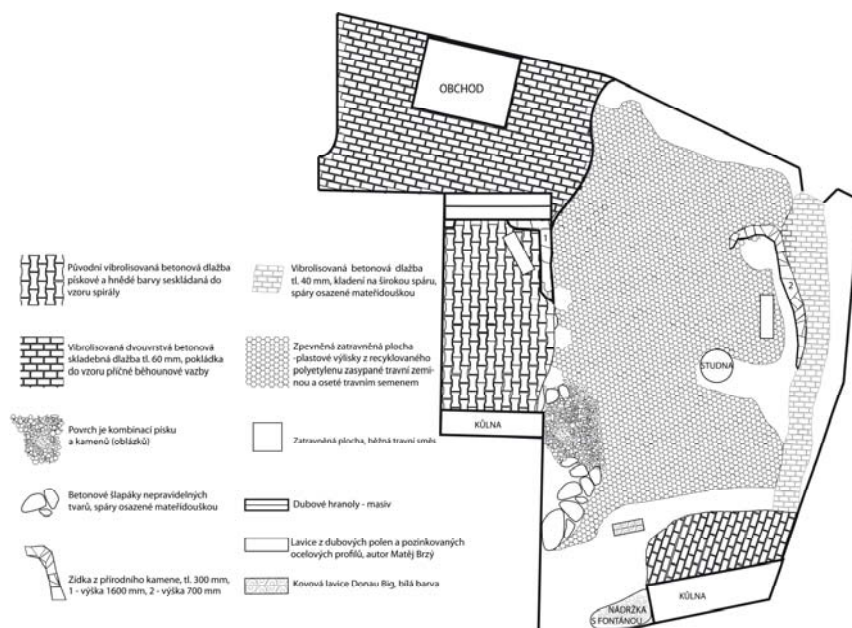 OBCHOD
1
2
STUDNA
KŮLNA
KŮLNA
NÁDRŽKA
S FONTÁNOU
Původní vibrolisovaná betonová dlažba
pískové a hnědé barvy seskládaná do
vzoru spirály
Vibrolisovaná dvouvrstvá betonová
skladebná dlažba tl. 60 mm, pokládka
do vzoru příčné běhounové vazby
Povrch je kombinací písku
a kamenů (oblázků)
Betonové šlapáky nepravidelných
tvarů, spáry osazené mateřídouškou
Zídka z přírodního kamene, tl. 300 mm,
1 - výška 1600 mm, 2 - výška 700 mm
Vibrolisovaná betonová dlažba
tl. 40 mm, kladení na širokou spáru,
spáry osazené mateřídouškou
Zpevněná zatravněná plocha
-plastové výlisky z recyklovaného
polyetylenu zasypané travní zemi-
nou a oseté travním semenem
Zatravněná plocha, běžná travní směs
Dubové hranoly - masiv
Lavice z dubových polen a pozinkovaných
ocelových profilů, autor Matěj Brzý
Kovová lavice Donau Big, bílá barva